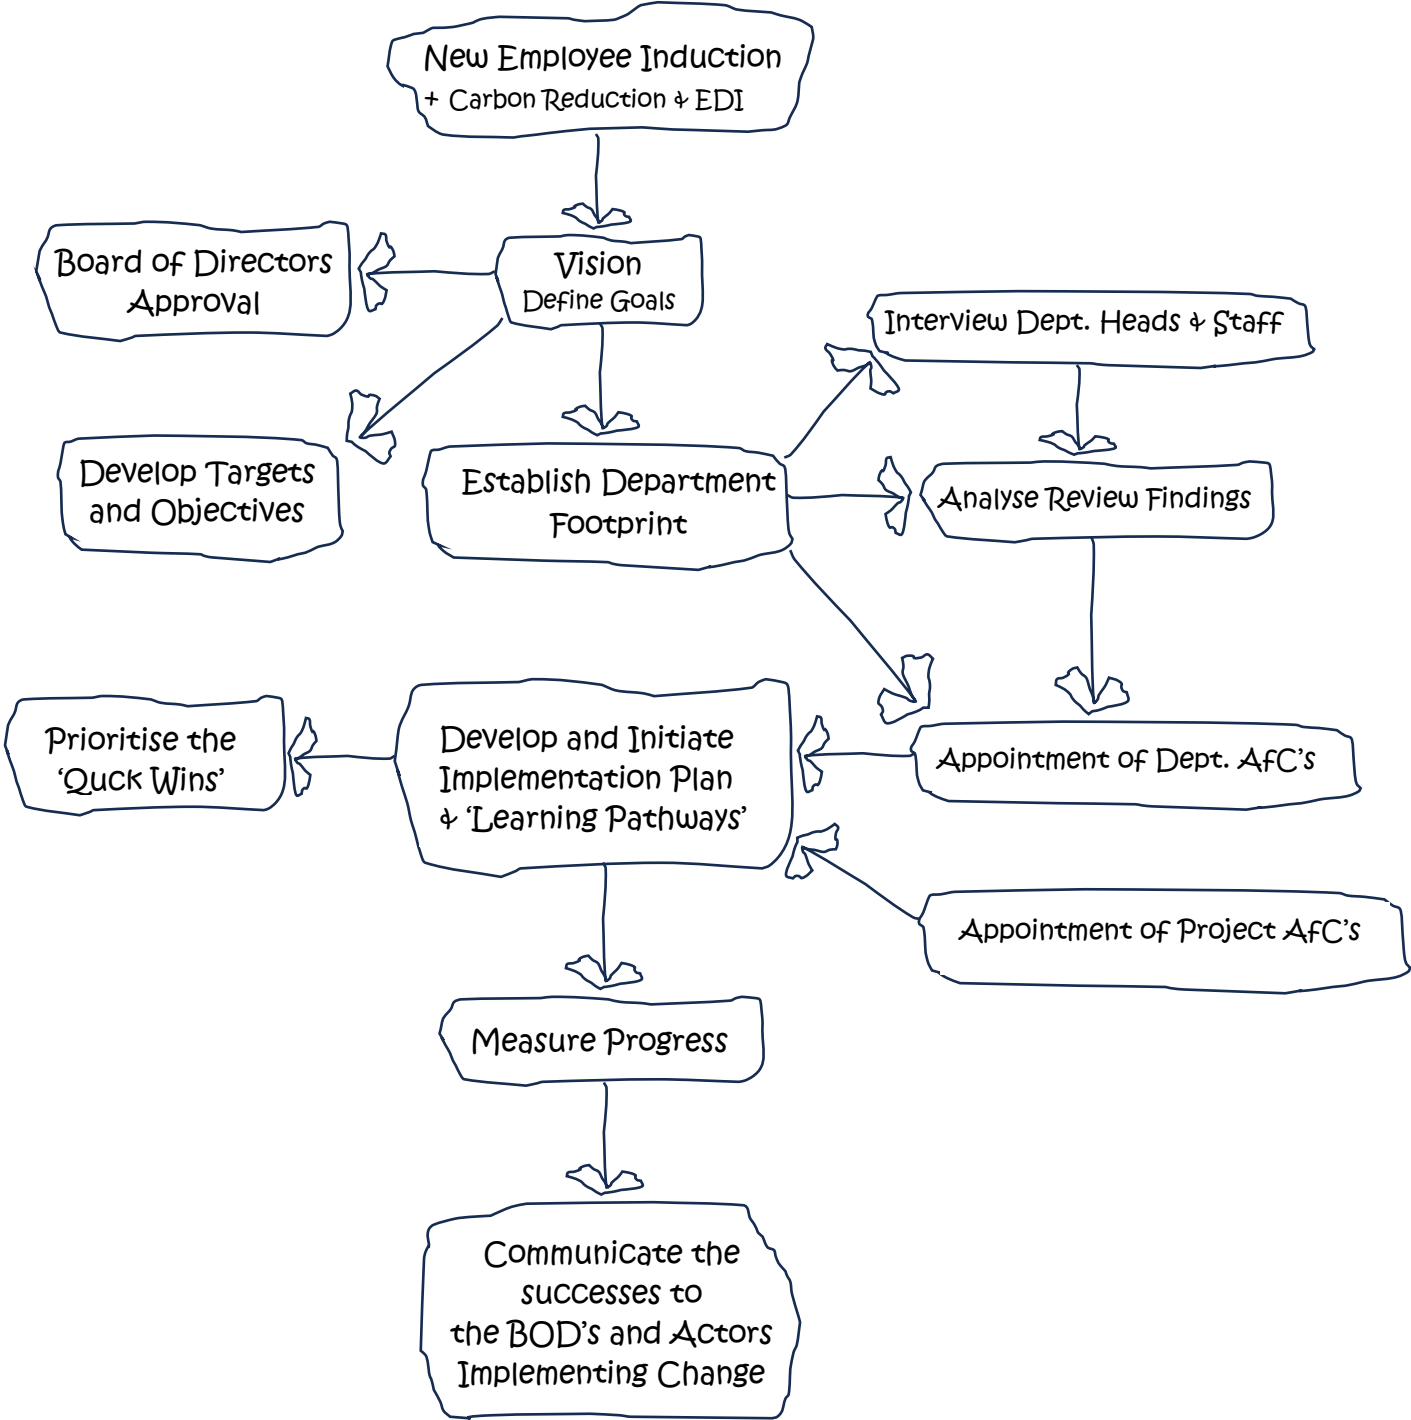 New Employee Induction
+ Carbon Reduction & EDI
Board of Directors
Approval
Vision
Define Goals
Interview Dept. Heads & Staff
Develop Targets
and Objectives
Establish Department
Footprint
Analyse Review Findings
Prioritise the
‘Quck Wins’
Develop and Initiate
Implementation Plan
& ‘Learning Pathways’
Appointment of Dept. AfC’s
Appointment of Project AfC’s
Measure Progress
Communicate the
successes to
the BOD’s and Actors
Implementing Change